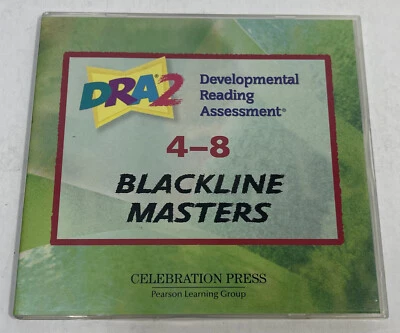 DRA2
Developmental
Reading
Assessment®
4–8
BLACKLINE
MASTERS
CELEBRATION PRESS
Pearson Learning Group